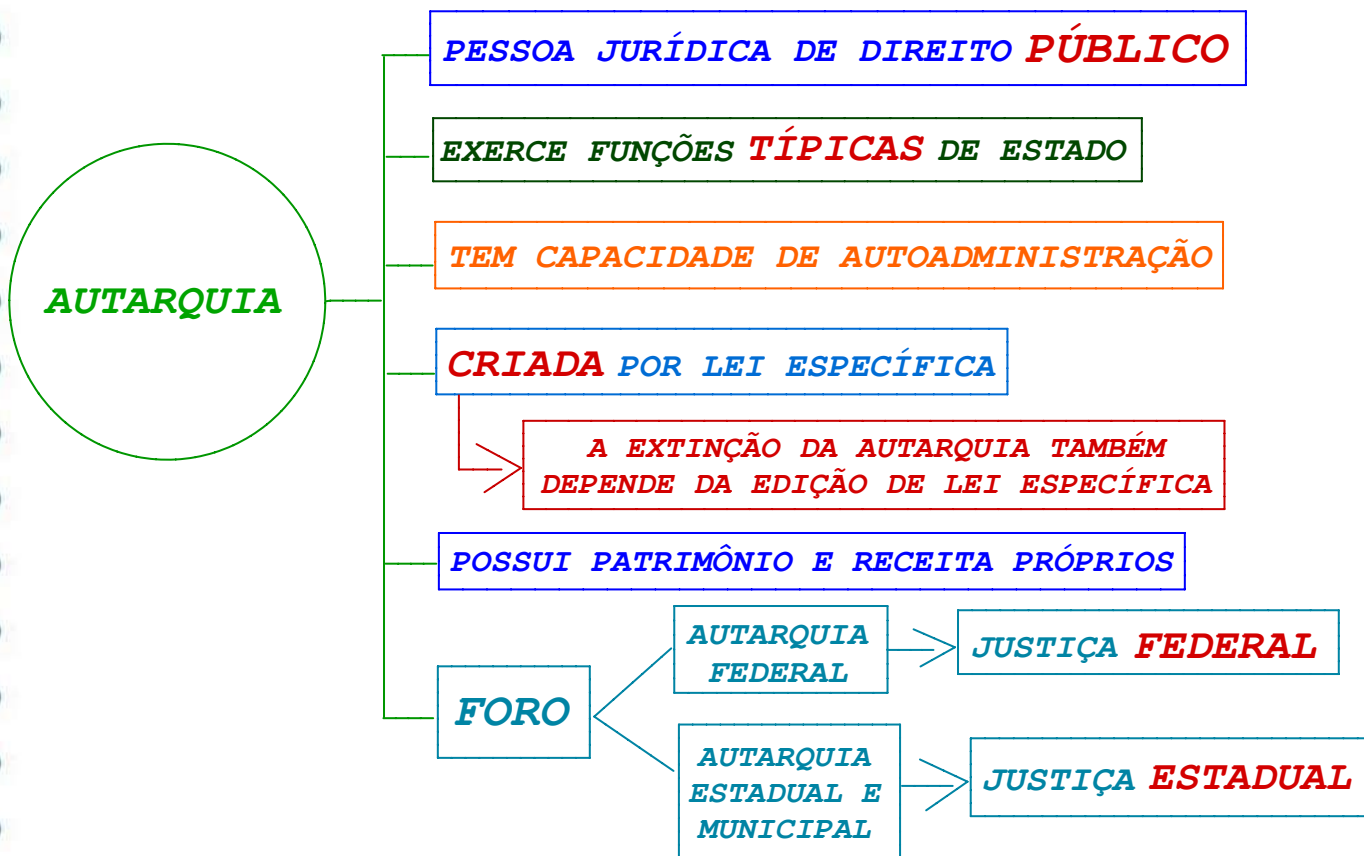 PESSOA JURÍDICA DE DIREITO PÚBLICO
EXERCE FUNÇÕES TÍPICAS DE ESTADO
TEM CAPACIDADE DE AUTOADMINISTRAÇÃO
AUTARQUIA
CRIADA POR LEI ESPECÍFICA
A EXTINÇÃO DA AUTARQUIA TAMBÉM
DEPENDE DA EDIÇÃO DE LEI ESPECÍFICA
POSSUI PATRIMÔNIO E RECEITA PRÓPRIOS
FORO
AUTARQUIA
FEDERAL
JUSTIÇA FEDERAL
AUTARQUIA
ESTADUAL E
MUNICIPAL
JUSTIÇA ESTADUAL